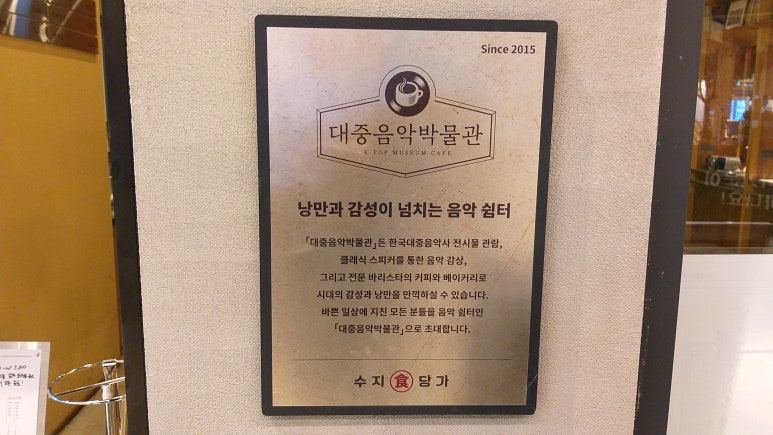 Since 2015
대중음악박물관
K-POP MUSEUM CAFE
낭만과 감성이 넘치는 음악 쉼터
「대중음악박물관」든 한국대중음악사 전시물 관람,
클래식 스피커를 통한 음악 감상,
그리고 전문 바리스타의 커피와 베이커리로
시대의 감성과 낭만을 만끽하실 수 있습니다.
바쁜 일상에 지친 모든 분들을 음악 쉼터인
「대중음악박물관」으로 초대합니다.
수지 食 당가